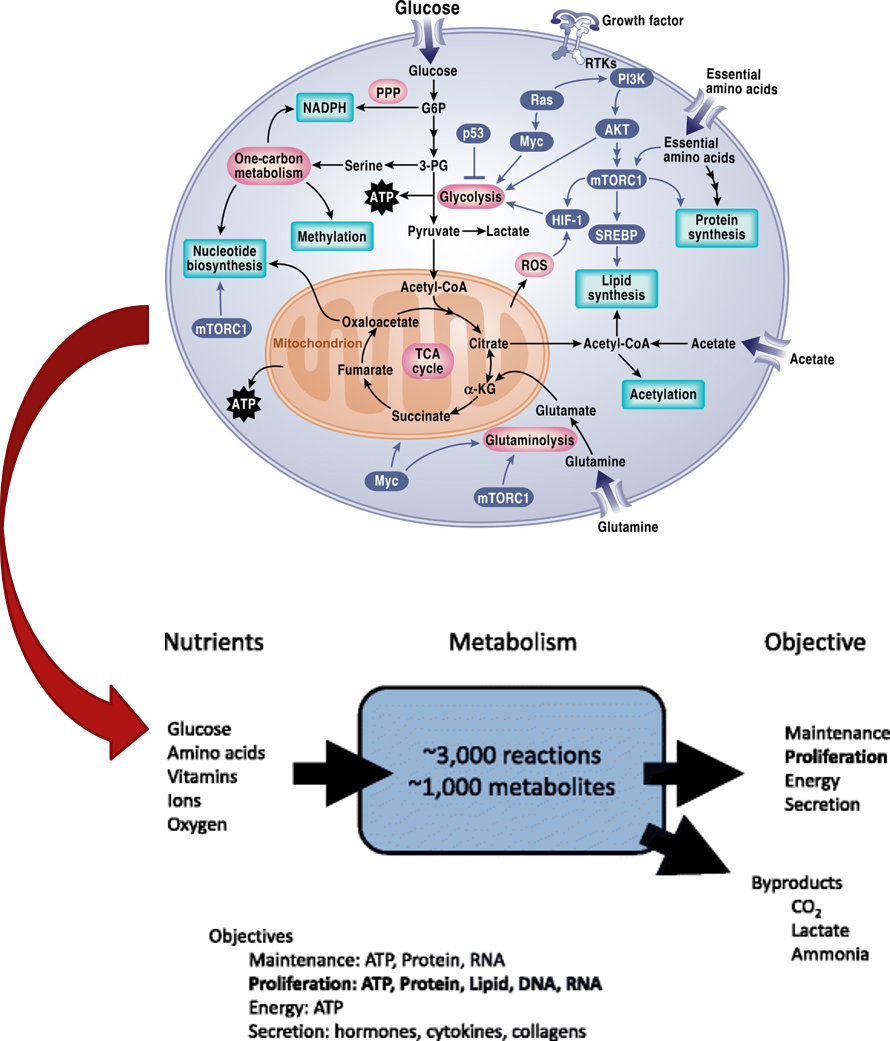 Glucose
Growth factor
RTKs
Glucose
PI3K
Essential
amino acids
PPP
NADPH
G6P
Ras
p53
Myc
AKT
Essential
amino acids
One-carbon
metabolism
Serine
3-PG
ATP
Glycolysis
mTORC1
HIF-1
Protein
synthesis
Methylation
Pyruvate
Lactate
SREBP
Nucleotide
biosynthesis
ROS
Acetyl-CoA
Lipid
synthesis
mTORC1
Oxaloacetate
Mitochondrion
Citrate
Acetyl-CoA
Acetate
Acetate
TCA
cycle
Fumarate
α-KG
Acetylation
ATP
Succinate
Glutamate
Glutaminolysis
Glutamine
Myc
mTORC1
Glutamine
Nutrients
Metabolism
Objective
Glucose
Amino acids
Vitamins
Ions
Oxygen
~3,000 reactions
~1,000 metabolites
Maintenance
Proliferation
Energy
Secretion
Byproducts
CO₂
Lactate
Ammonia
Objectives
Maintenance: ATP, Protein, RNA
Proliferation: ATP, Protein, Lipid, DNA, RNA
Energy: ATP
Secretion: hormones, cytokines, collagens